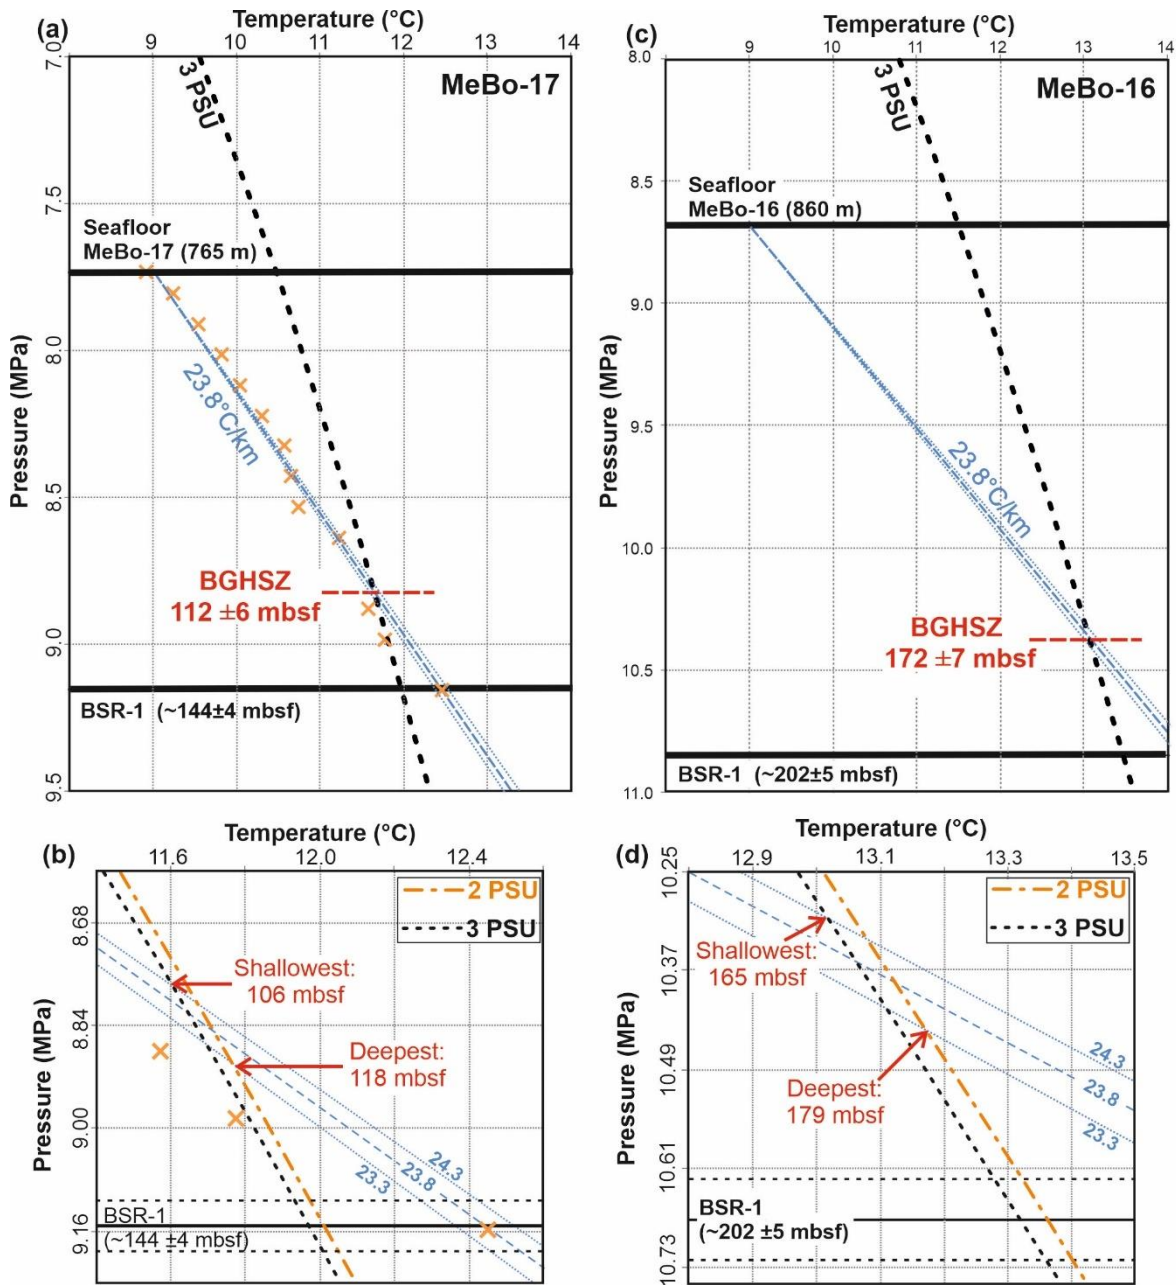 (a)
Temperature (°C)
9 10 11 12 13 14
MeBo-17
3 PSU
Pressure (MPa)
7.0
7.5
8.0
8.5
9.0
9.5
Seafloor
MeBo-17 (765 m)
23.8°C/km
BGHSZ
112 ±6 mbsf
BSR-1 (~144±4 mbsf)
(c)
Temperature (°C)
9 10 11 12 13 14
MeBo-16
3 PSU
Pressure (MPa)
8.0
8.5
9.0
9.5
10.0
10.5
11.0
Seafloor
MeBo-16 (860 m)
23.8°C/km
BGHSZ
172 ±7 mbsf
BSR-1 (~202±5 mbsf)
(b)
Temperature (°C)
11.6 12.0 12.4
2 PSU
3 PSU
Pressure (MPa)
8.68
8.84
9.00
9.16
Shallowest:
106 mbsf
Deepest:
118 mbsf
24.3
23.8
23.3
BSR-1
(~144 ±4 mbsf)
(d)
Temperature (°C)
12.9 13.1 13.3 13.5
2 PSU
3 PSU
Pressure (MPa)
10.25
10.37
10.49
10.61
10.73
Shallowest:
165 mbsf
Deepest:
179 mbsf
24.3
23.8
23.3
BSR-1
(~202 ±5 mbsf)